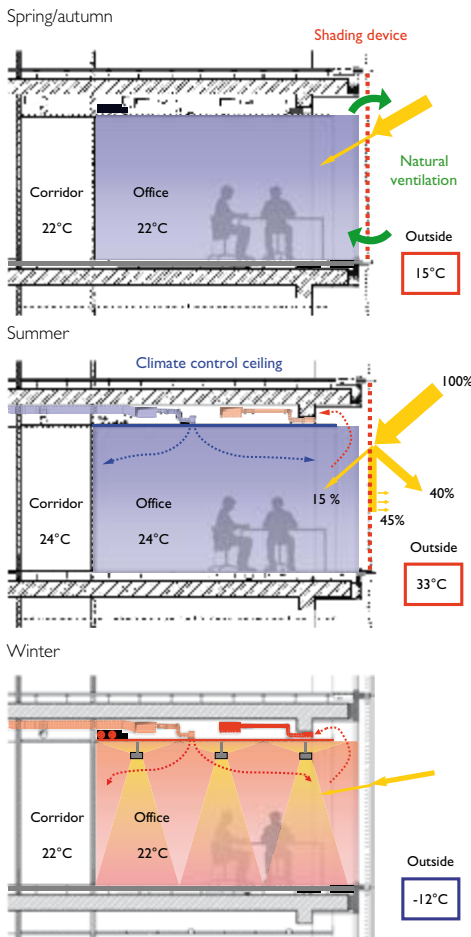 Spring/autumn
Shading device
Natural
ventilation
Corridor
22°C
Office
22°C
Outside
15°C
Summer
Climate control ceiling
100%
15 %
40%
45%
Corridor
24°C
Office
24°C
Outside
33°C
Winter
Corridor
22°C
Office
22°C
Outside
-12°C